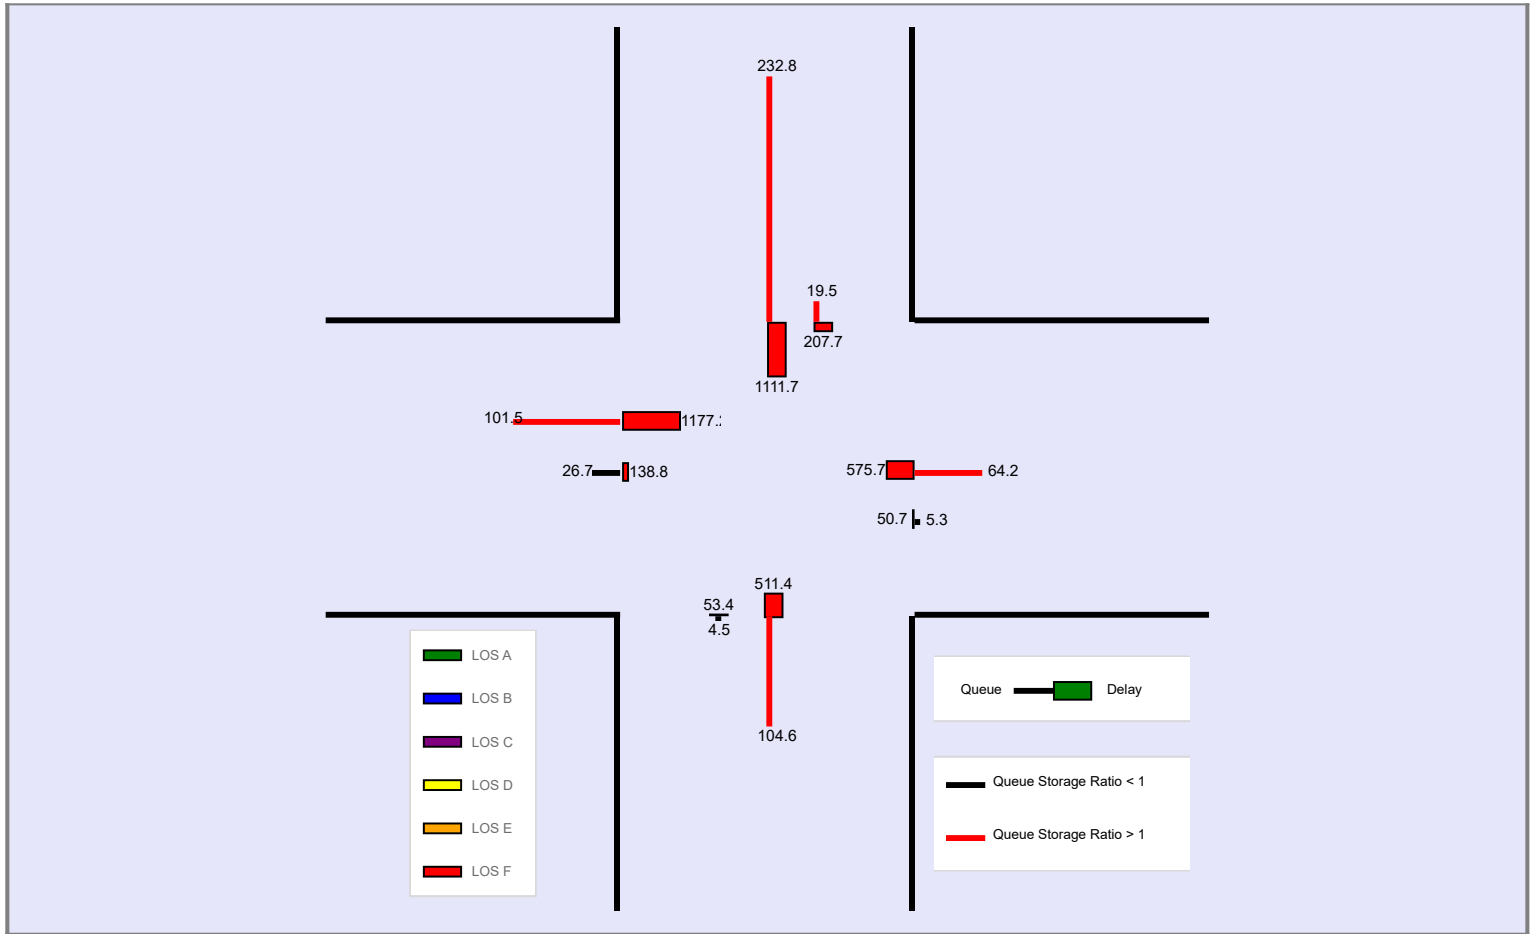 232.8
19.5
207.7
1111.7
101.5
26.7
138.8
575.7
64.2
50.7
5.3
511.4
53.4
4.5
104.6
LOS A
LOS B
LOS C
LOS D
LOS E
LOS F
Queue Delay
Queue Storage Ratio < 1
Queue Storage Ratio > 1